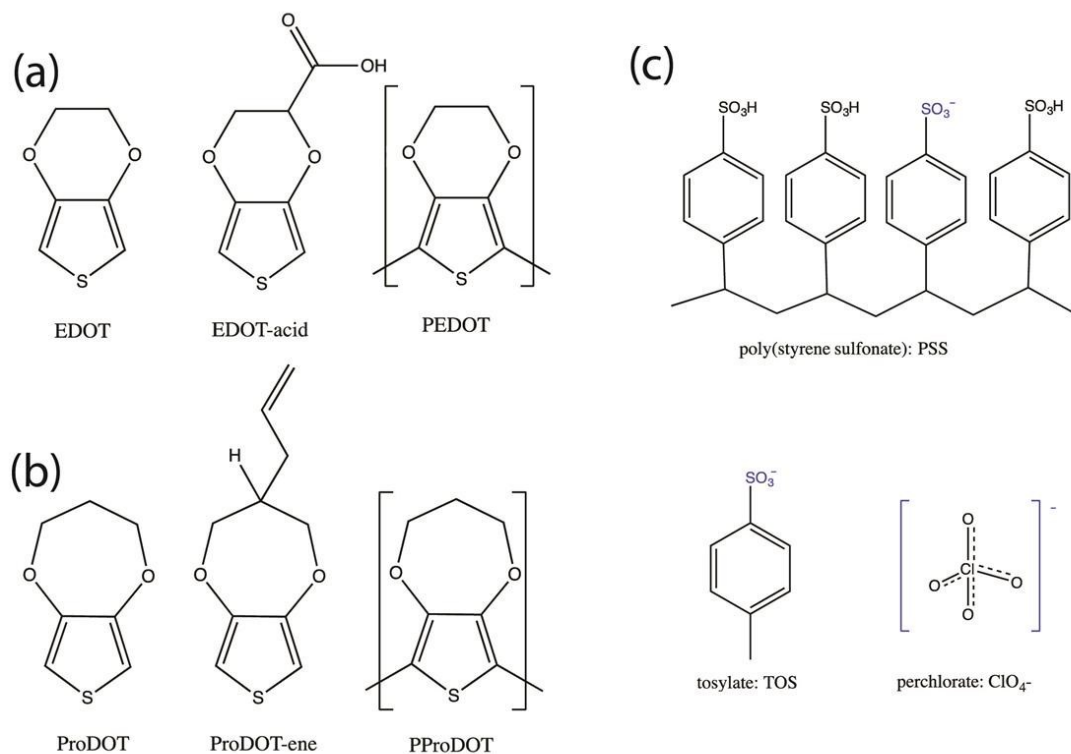 (a)
O
OH
O
O
O
O
O
O
S
S
S
EDOT
EDOT-acid
PEDOT
(b)
H
O
O
O
O
O
O
S
S
S
ProDOT
ProDOT-ene
PProDOT
(c)
SO₃H
SO₃H
SO₃⁻
SO₃H
poly(styrene sulfonate): PSS
SO₃⁻
tosylate: TOS
-
O
Cl
O
O
O
perchlorate: ClO₄-